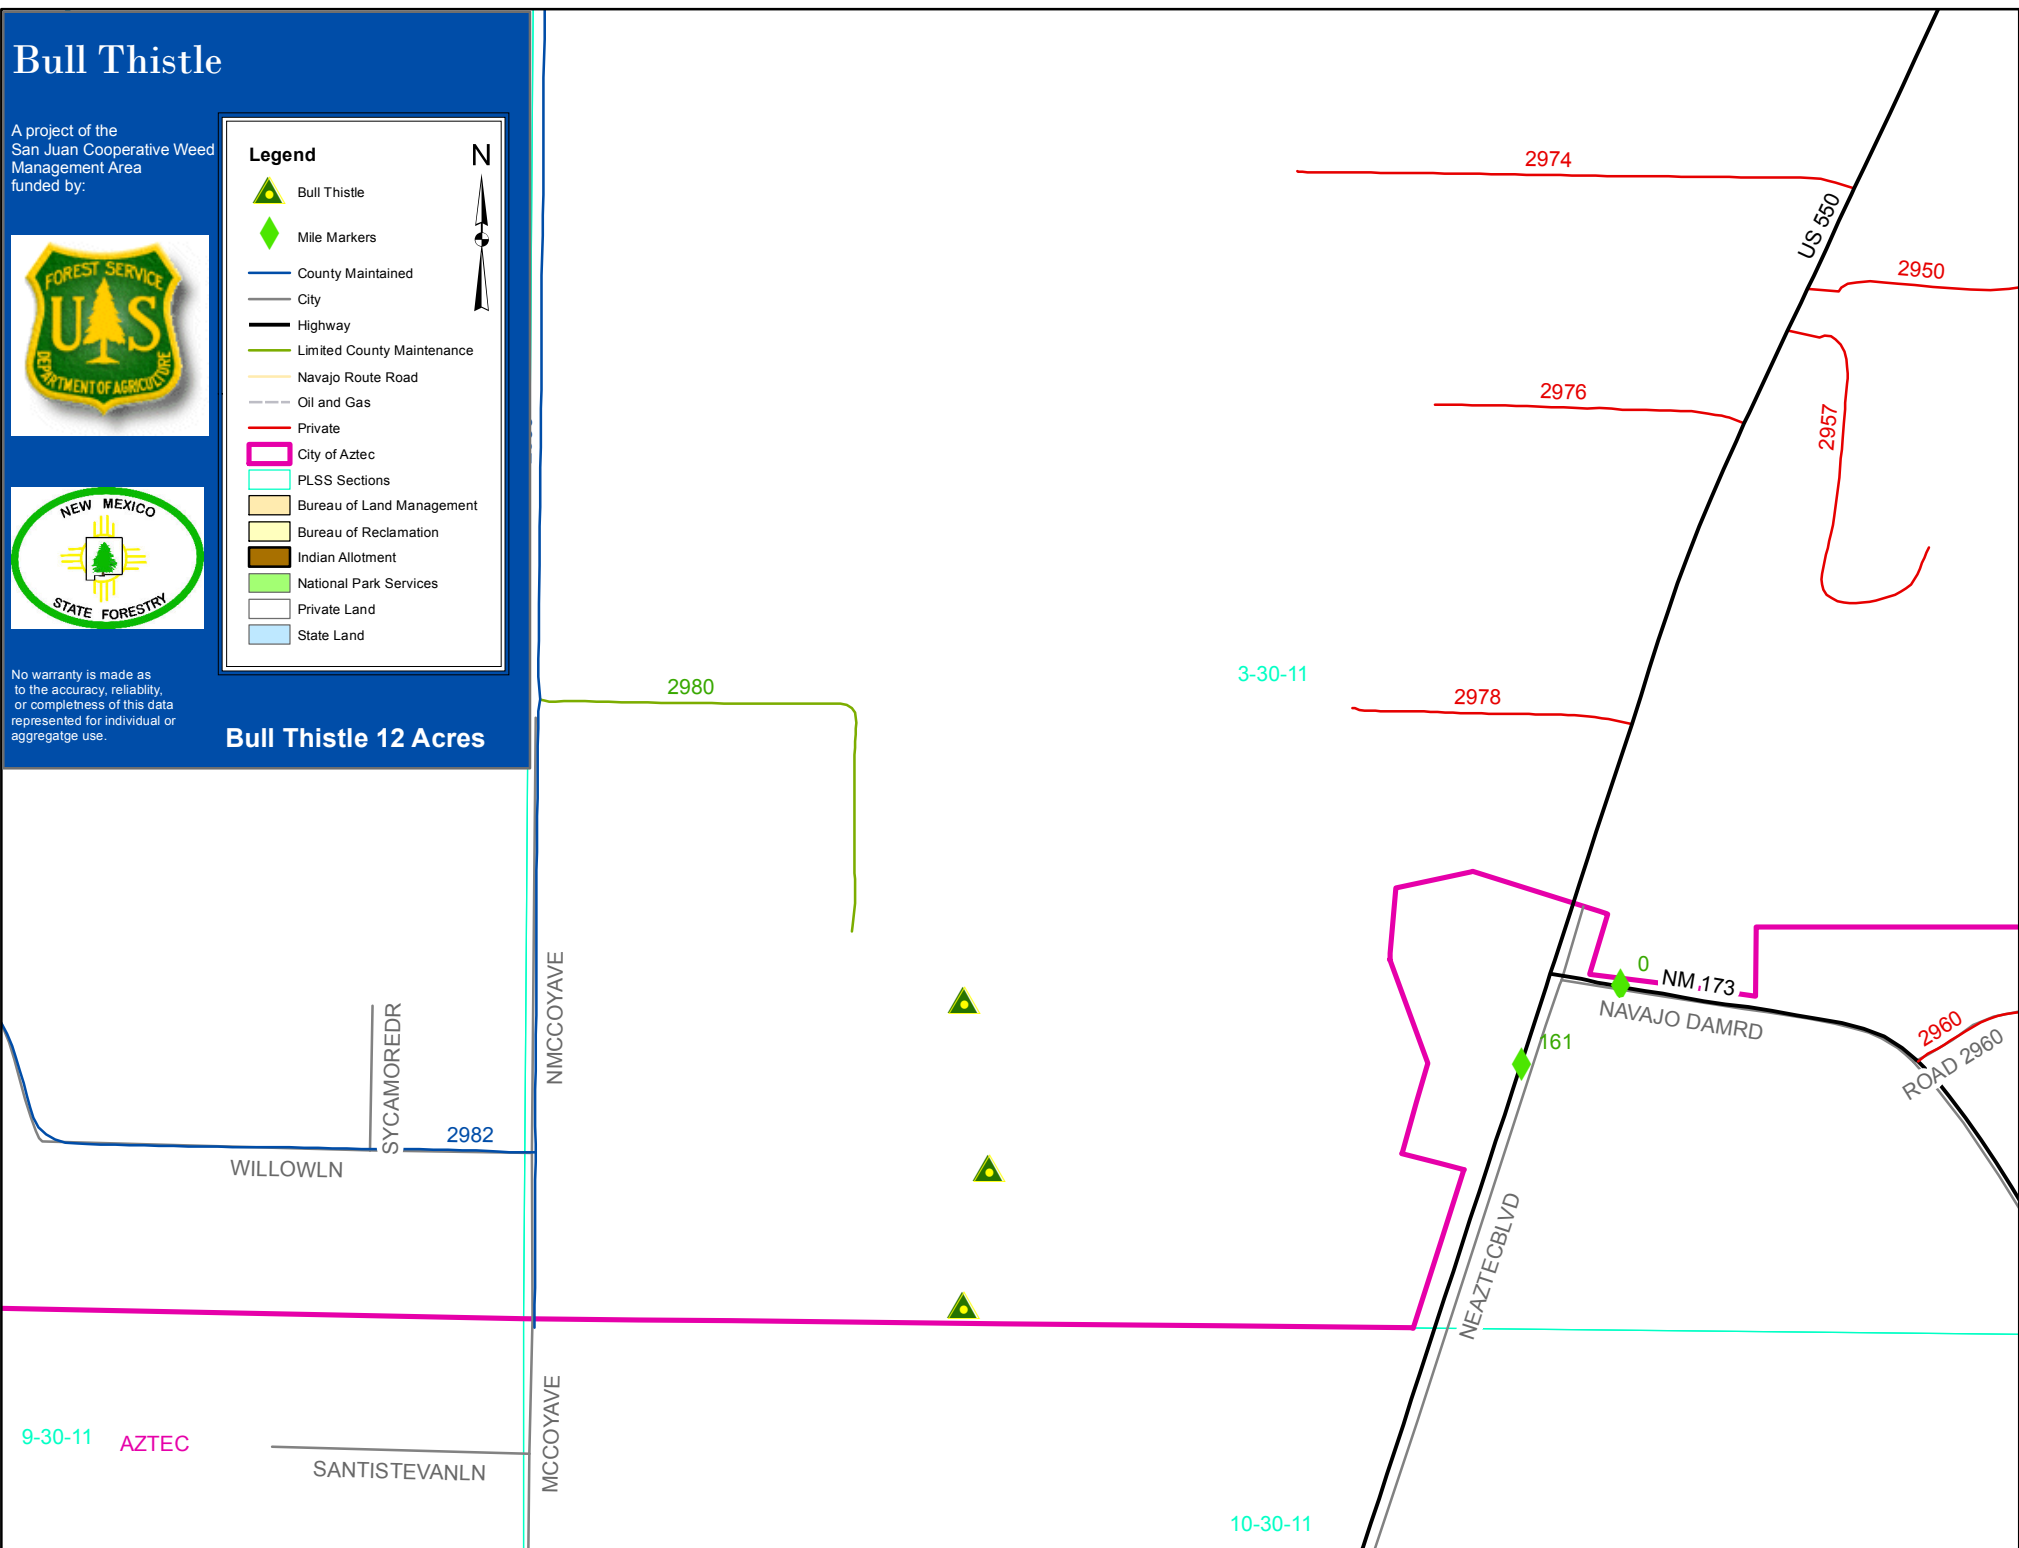 Bull Thistle
A project of the
San Juan Cooperative Weed
Management Area
funded by:
FOREST SERVICE
U S
DEPARTMENT OF AGRICULTURE
NEW MEXICO
STATE FORESTRY
No warranty is made as
to the accuracy, reliablity,
or completness of this data
represented for individual or
aggregatge use.
Legend
N
Bull Thistle
Mile Markers
County Maintained
City
Highway
Limited County Maintenance
Navajo Route Road
Oil and Gas
Private
City of Aztec
PLSS Sections
Bureau of Land Management
Bureau of Reclamation
Indian Allotment
National Park Services
Private Land
State Land
Bull Thistle 12 Acres
2974
US 550
2950
2976
2957
3-30-11
2978
2980
0
NM 173
NAVAJO DAMRD
161
2960
ROAD 2960
NMCCOYAVE
SYCAMOREDR
2982
WILLOWLN
NEAZTECBLVD
MCCOYAVE
9-30-11
AZTEC
SANTISTEVANLN
10-30-11